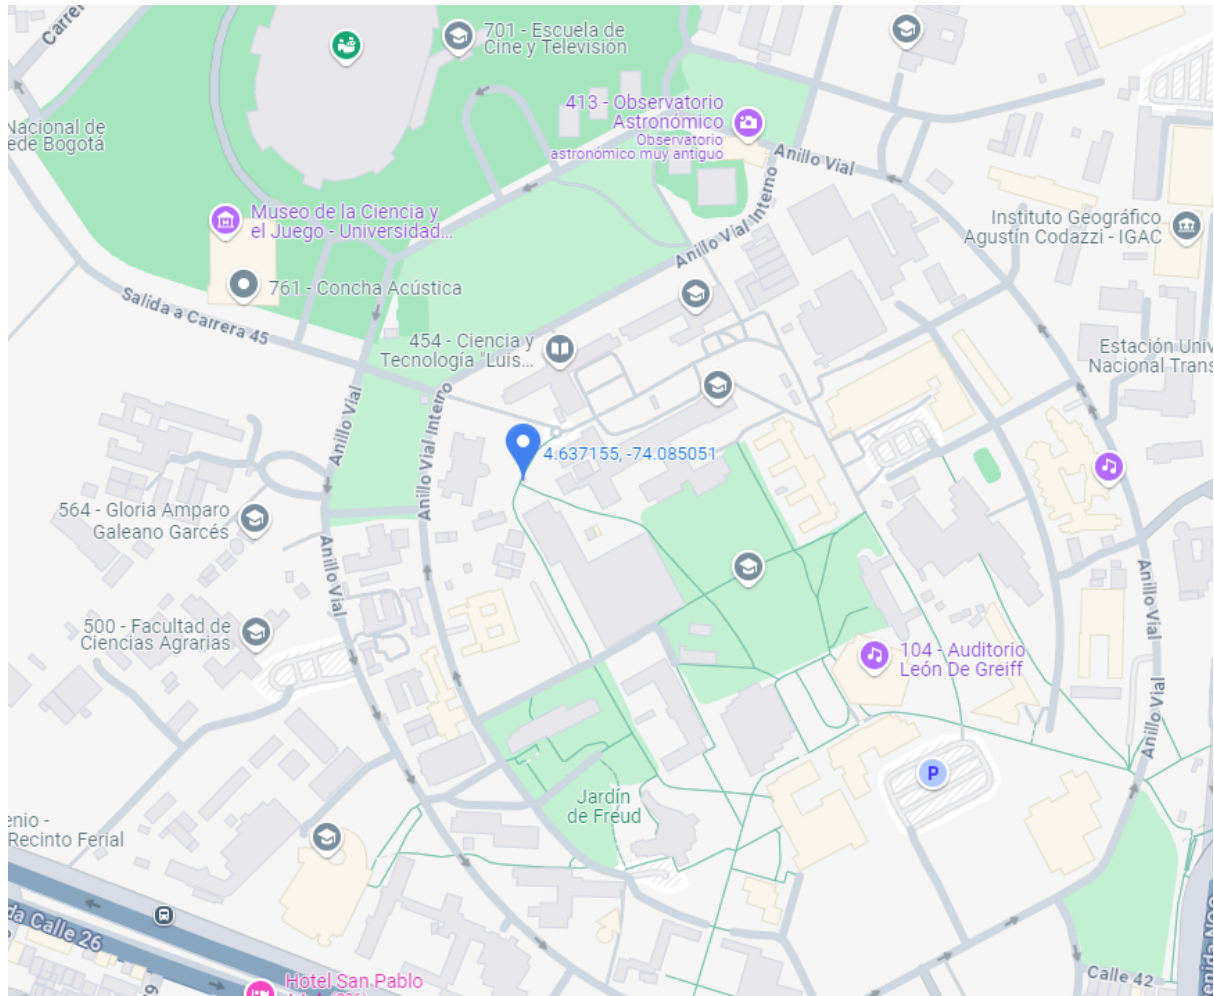 Carrer
701 - Escuela de
Cine y Televisión
413 - Observatorio
Astronómico
Observatorio
astronómico muy antiguo
Nacional de
ede Bogotá
Anillo Vial
Anillo Vial Interno
Museo de la Ciencia y
el Juego - Universidad...
Instituto Geográfico
Agustín Codazzi - IGAC
761 - Concha Acústica
Salida a Carrera 45
454 - Ciencia y
Tecnología "Luis...
Estación Univ
Nacional Trans
Anillo Vial
Anillo Vial Interno
4.637155, -74.085051
564 - Gloria Amparo
Galeano Garcés
Anillo Vial
Anillo Vial
500 - Facultad de
Ciencias Agrarias
104 - Auditorio
León De Greiff
Anillo Vial
P
Jardín
de Freud
enio -
Recinto Ferial
da Calle 26
Calle 42
enida NQS
Hotel San Pablo